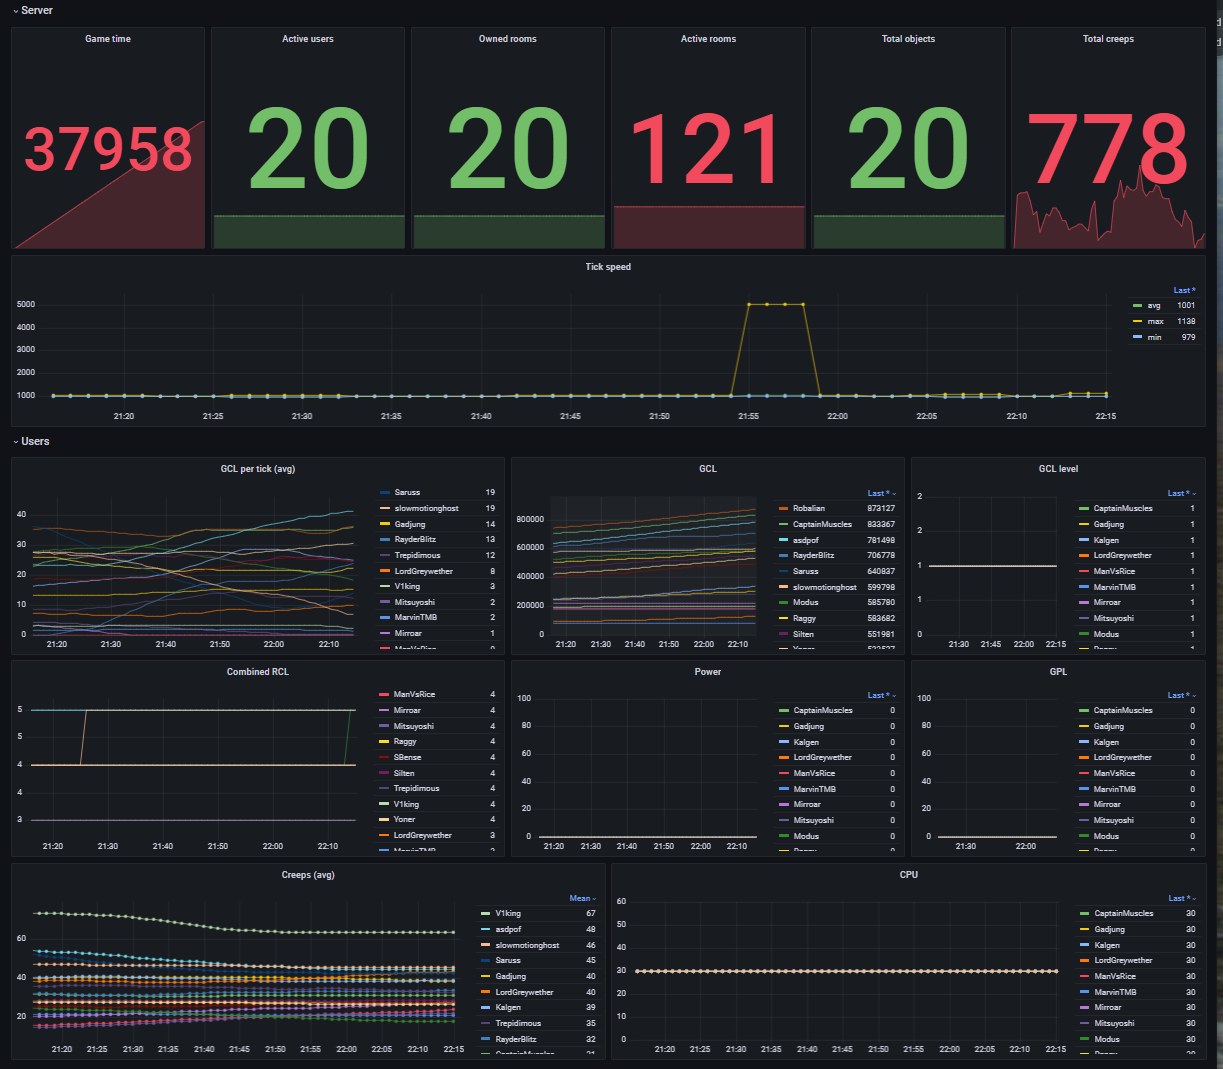 Server
Game time
Active users
Owned rooms
Active rooms
Total objects
Total creeps
37958
20
20
121
20
778
Tick speed
5000
4000
3000
2000
1000
21:20 21:25 21:30 21:35 21:40 21:45 21:50 21:55 22:00 22:05 22:10 22:15
Last *
avg 1001
max 1138
min 979
Users
GCL per tick (avg)
40
30
20
10
0
21:20 21:30 21:40 21:50 22:00 22:10
Saruss 19
slowmotionghost 19
Gadjung 14
RayderBlitz 13
Trepidimous 12
LordGreywether 8
V1king 3
Mitsuyoshi 2
MarvinTMB 2
Mirroar 1
ManVsRice 0
GCL
800000
600000
400000
200000
0
21:20 21:30 21:40 21:50 22:00 22:10
Last *
Robalian 873127
CaptainMuscles 833367
asdpof 781498
RayderBlitz 706778
Saruss 640837
slowmotionghost 599798
Modus 585780
Raggy 583682
Silten 551981
Yoner
GCL level
2
2
1
1
0
21:30 21:45 22:00 22:15
Last *
CaptainMuscles 1
Gadjung 1
Kalgen 1
LordGreywether 1
ManVsRice 1
MarvinTMB 1
Mirroar 1
Mitsuyoshi 1
Modus 1
Raggy 1
Combined RCL
5
5
4
4
3
21:20 21:30 21:40 21:50 22:00 22:10
ManVsRice 4
Mirroar 4
Mitsuyoshi 4
Raggy 4
SBense 4
Silten 4
Trepidimous 4
V1king 4
Yoner 4
LordGreywether 3
MarvinTMB 3
Power
100
80
60
40
20
0
21:20 21:30 21:40 21:50 22:00 22:10
Last *
CaptainMuscles 0
Gadjung 0
Kalgen 0
LordGreywether 0
ManVsRice 0
MarvinTMB 0
Mirroar 0
Mitsuyoshi 0
Modus 0
Raggy 0
GPL
100
80
60
40
20
0
21:30 22:00
Last *
CaptainMuscles 0
Gadjung 0
Kalgen 0
LordGreywether 0
ManVsRice 0
MarvinTMB 0
Mirroar 0
Mitsuyoshi 0
Modus 0
Raggy 0
Creeps (avg)
60
40
20
21:20 21:25 21:30 21:35 21:40 21:45 21:50 21:55 22:00 22:05 22:10 22:15
Mean
V1king 67
asdpof 48
slowmotionghost 46
Saruss 45
Gadjung 40
LordGreywether 40
Kalgen 39
Trepidimous 35
RayderBlitz 32
CaptainMuscles 31
CPU
60
50
40
30
20
10
0
21:20 21:25 21:30 21:35 21:40 21:45 21:50 21:55 22:00 22:05 22:10 22:15
Last *
CaptainMuscles 30
Gadjung 30
Kalgen 30
LordGreywether 30
ManVsRice 30
MarvinTMB 30
Mirroar 30
Mitsuyoshi 30
Modus 30
Raggy 30